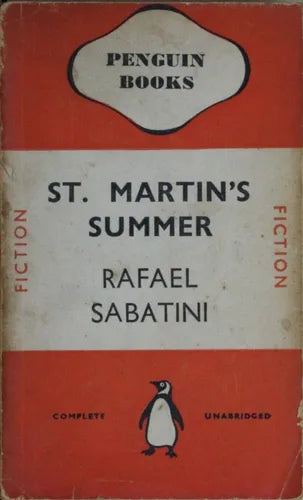 PENGUIN
BOOKS
ST. MARTIN'S
SUMMER
RAFAEL
SABATINI
FICTION
FICTION
COMPLETE
UNABRIDGED